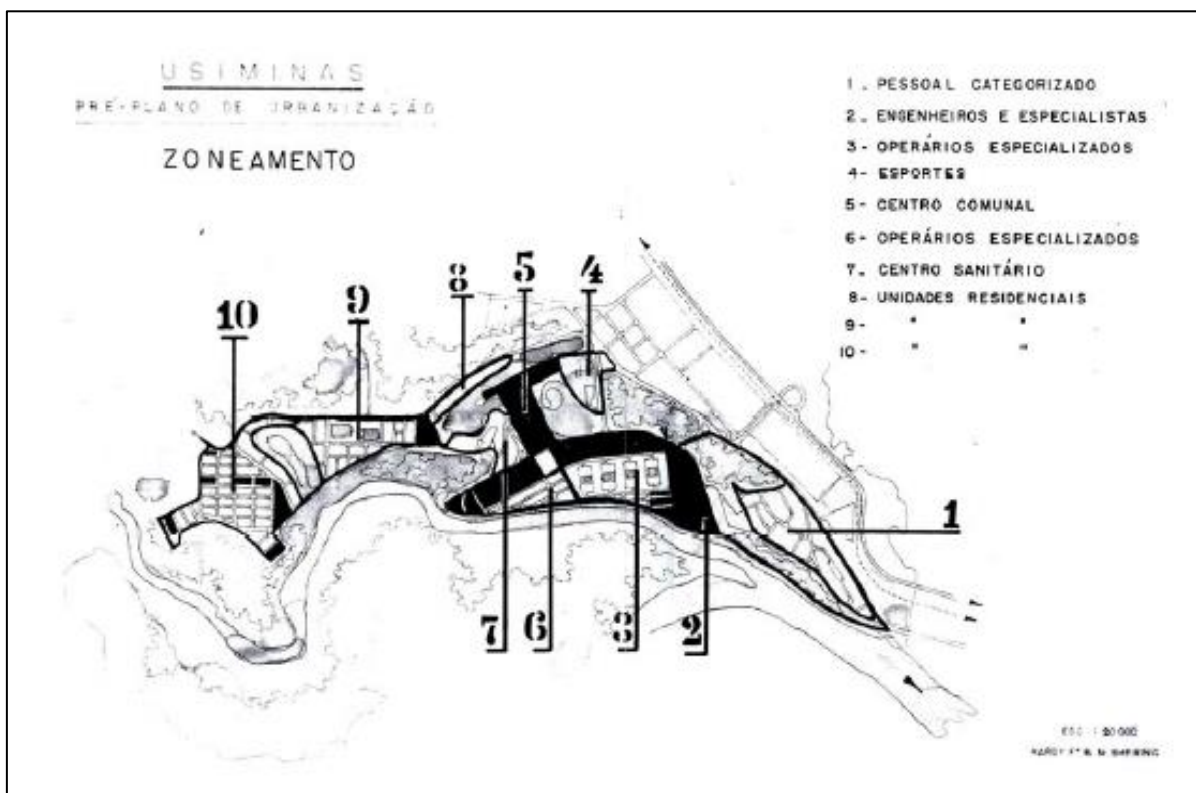 USIMINAS
PRÉ-PLANO DE URBANIZAÇÃO
ZONEAMENTO
1. PESSOAL CATEGORIZADO
2. ENGENHEIROS E ESPECIALISTAS
3- OPERÁRIOS ESPECIALIZADOS
4- ESPORTES
5- CENTRO COMUNAL
6- OPERÁRIOS ESPECIALIZADOS
7. CENTRO SANITÁRIO
8- UNIDADES RESIDENCIAIS
9- " "
10- " "
8
5
4
9
10
1
7
6
3
2